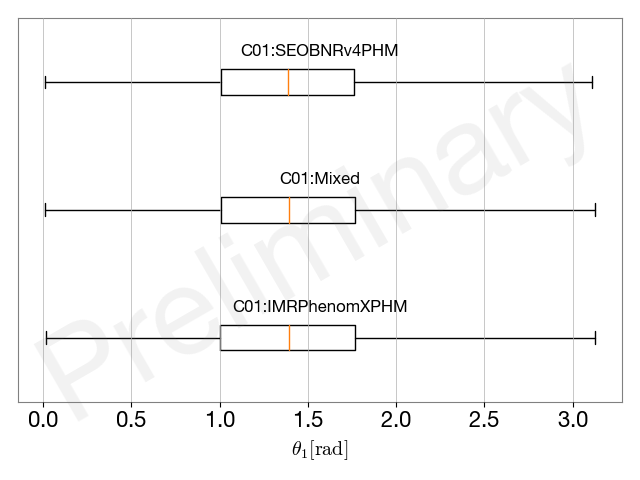 C01:SEOBNRv4PHM
C01:Mixed
C01:IMRPhenomXPHM
Preliminary
0.0 0.5 1.0 1.5 2.0 2.5 3.0
θ₁[rad]